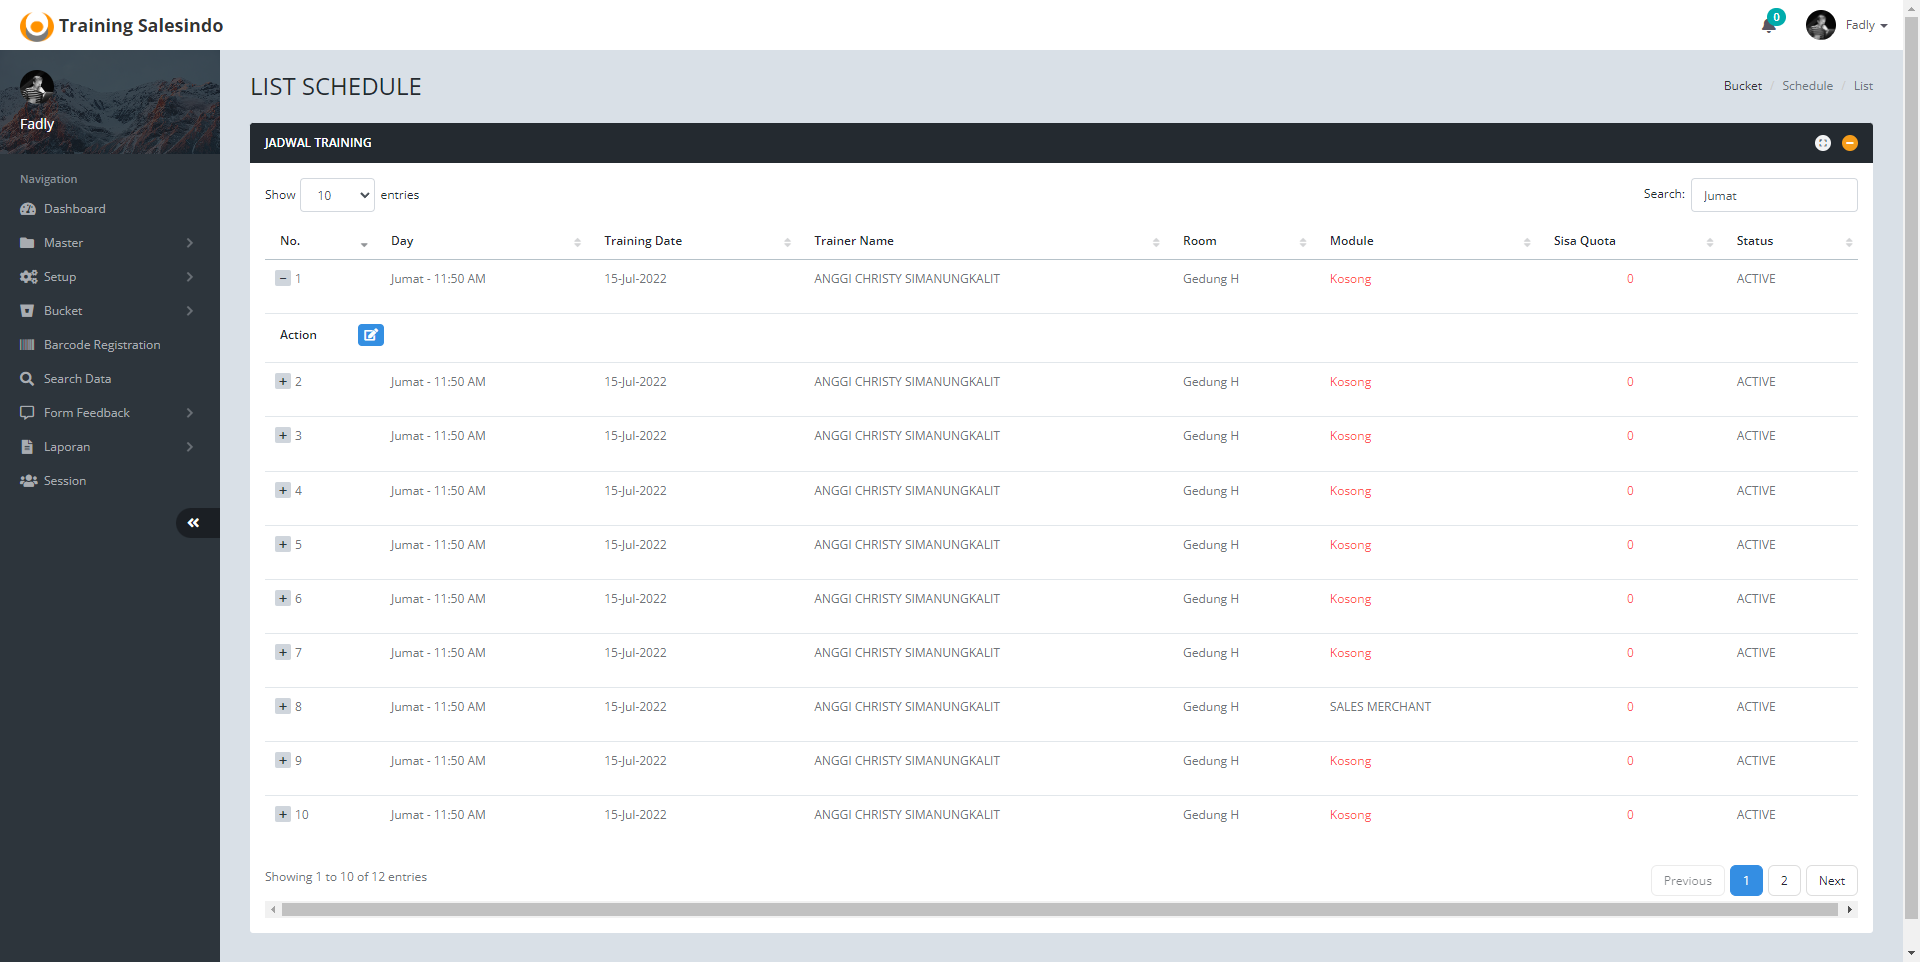 Training Salesindo
0
Fadly
Fadly
Navigation
Dashboard
Master
Setup
Bucket
Barcode Registration
Search Data
Form Feedback
Laporan
Session
LIST SCHEDULE
Bucket / Schedule / List
JADWAL TRAINING
Show 10 entries
Search: Jumat
No. Day Training Date Trainer Name Room Module Sisa Quota Status
1 Jumat - 11:50 AM 15-Jul-2022 ANGGI CHRISTY SIMANUNGKALIT Gedung H Kosong 0 ACTIVE
Action
2 Jumat - 11:50 AM 15-Jul-2022 ANGGI CHRISTY SIMANUNGKALIT Gedung H Kosong 0 ACTIVE
3 Jumat - 11:50 AM 15-Jul-2022 ANGGI CHRISTY SIMANUNGKALIT Gedung H Kosong 0 ACTIVE
4 Jumat - 11:50 AM 15-Jul-2022 ANGGI CHRISTY SIMANUNGKALIT Gedung H Kosong 0 ACTIVE
5 Jumat - 11:50 AM 15-Jul-2022 ANGGI CHRISTY SIMANUNGKALIT Gedung H Kosong 0 ACTIVE
6 Jumat - 11:50 AM 15-Jul-2022 ANGGI CHRISTY SIMANUNGKALIT Gedung H Kosong 0 ACTIVE
7 Jumat - 11:50 AM 15-Jul-2022 ANGGI CHRISTY SIMANUNGKALIT Gedung H Kosong 0 ACTIVE
8 Jumat - 11:50 AM 15-Jul-2022 ANGGI CHRISTY SIMANUNGKALIT Gedung H SALES MERCHANT 0 ACTIVE
9 Jumat - 11:50 AM 15-Jul-2022 ANGGI CHRISTY SIMANUNGKALIT Gedung H Kosong 0 ACTIVE
10 Jumat - 11:50 AM 15-Jul-2022 ANGGI CHRISTY SIMANUNGKALIT Gedung H Kosong 0 ACTIVE
Showing 1 to 10 of 12 entries
Previous 1 2 Next